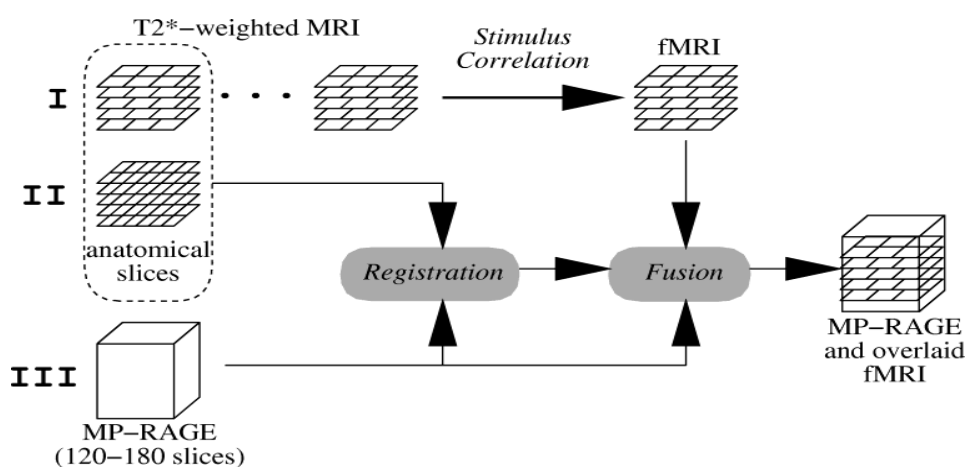 T2*-weighted MRI
Stimulus
Correlation
fMRI
I
II
anatomical
slices
Registration
Fusion
III
MP-RAGE
(120-180 slices)
MP-RAGE
and overlaid
fMRI